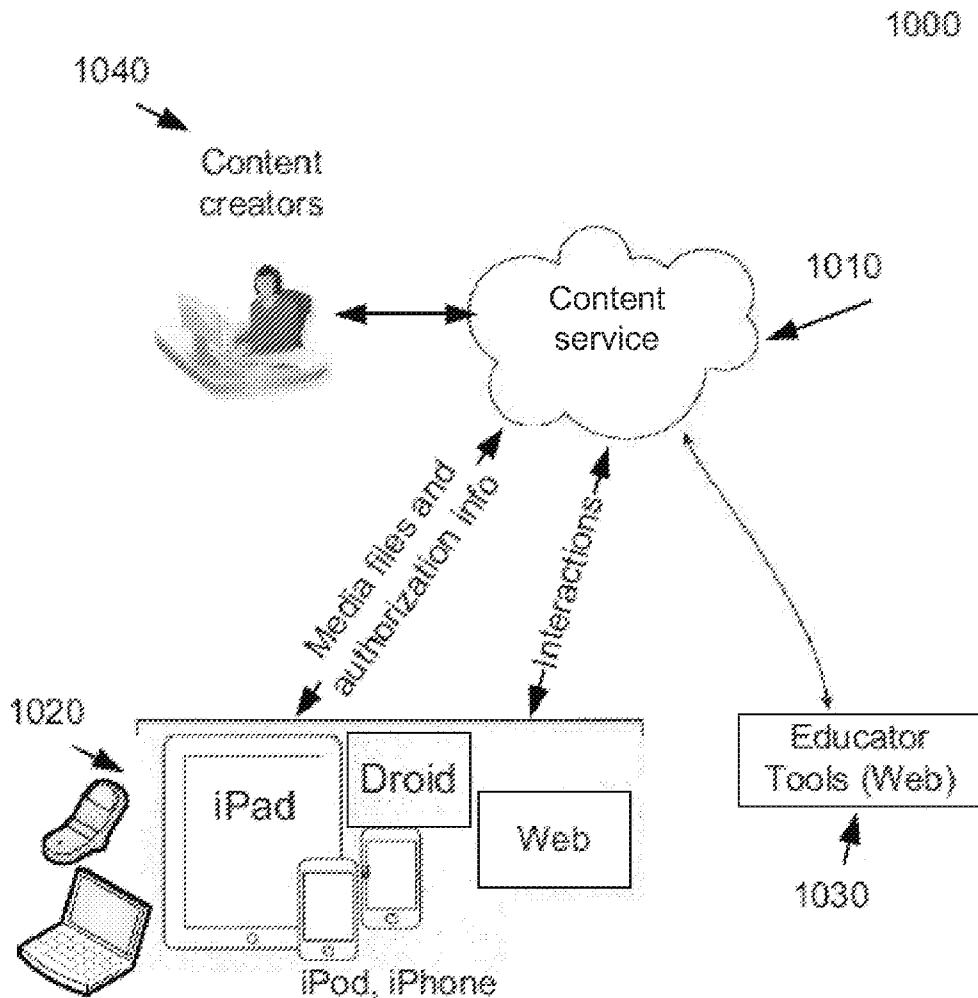 1000
1040
Content
creators
1010
Content
service
Media files and
authorization info
Interactions
1020
iPad
Droid
Web
iPod, iPhone
Educator
Tools (Web)
1030